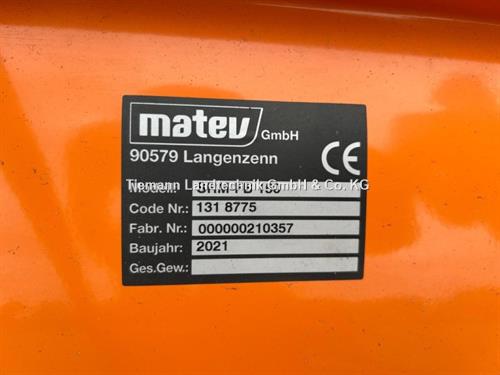 matev GmbH
90579 Langenzenn
CE
Tiemann Landtechnik GmbH & Co. KG
Modell:
Code Nr.: 131 8775
Fabr. Nr.: 000000210357
Baujahr: 2021
Ges.Gew.: